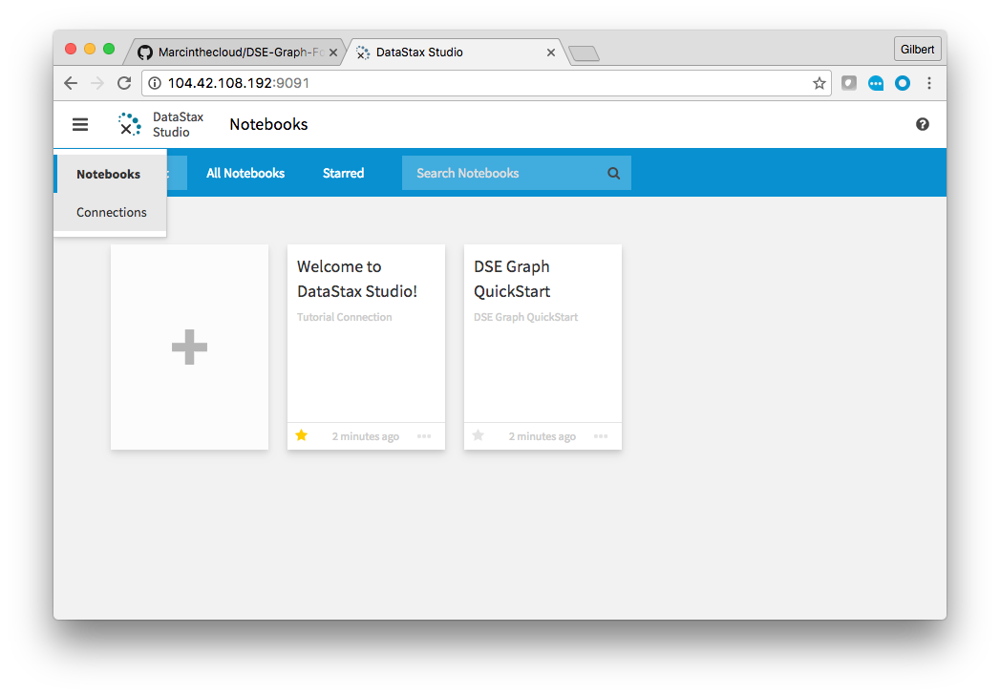 Marcinthecloud/DSE-Graph-Fo
DataStax Studio
Gilbert
104.42.108.192:9091
DataStax
Studio
Notebooks
Notebooks
Connections
All Notebooks
Starred
Search Notebooks
Welcome to
DataStax Studio!
Tutorial Connection
2 minutes ago
DSE Graph
QuickStart
DSE Graph QuickStart
2 minutes ago